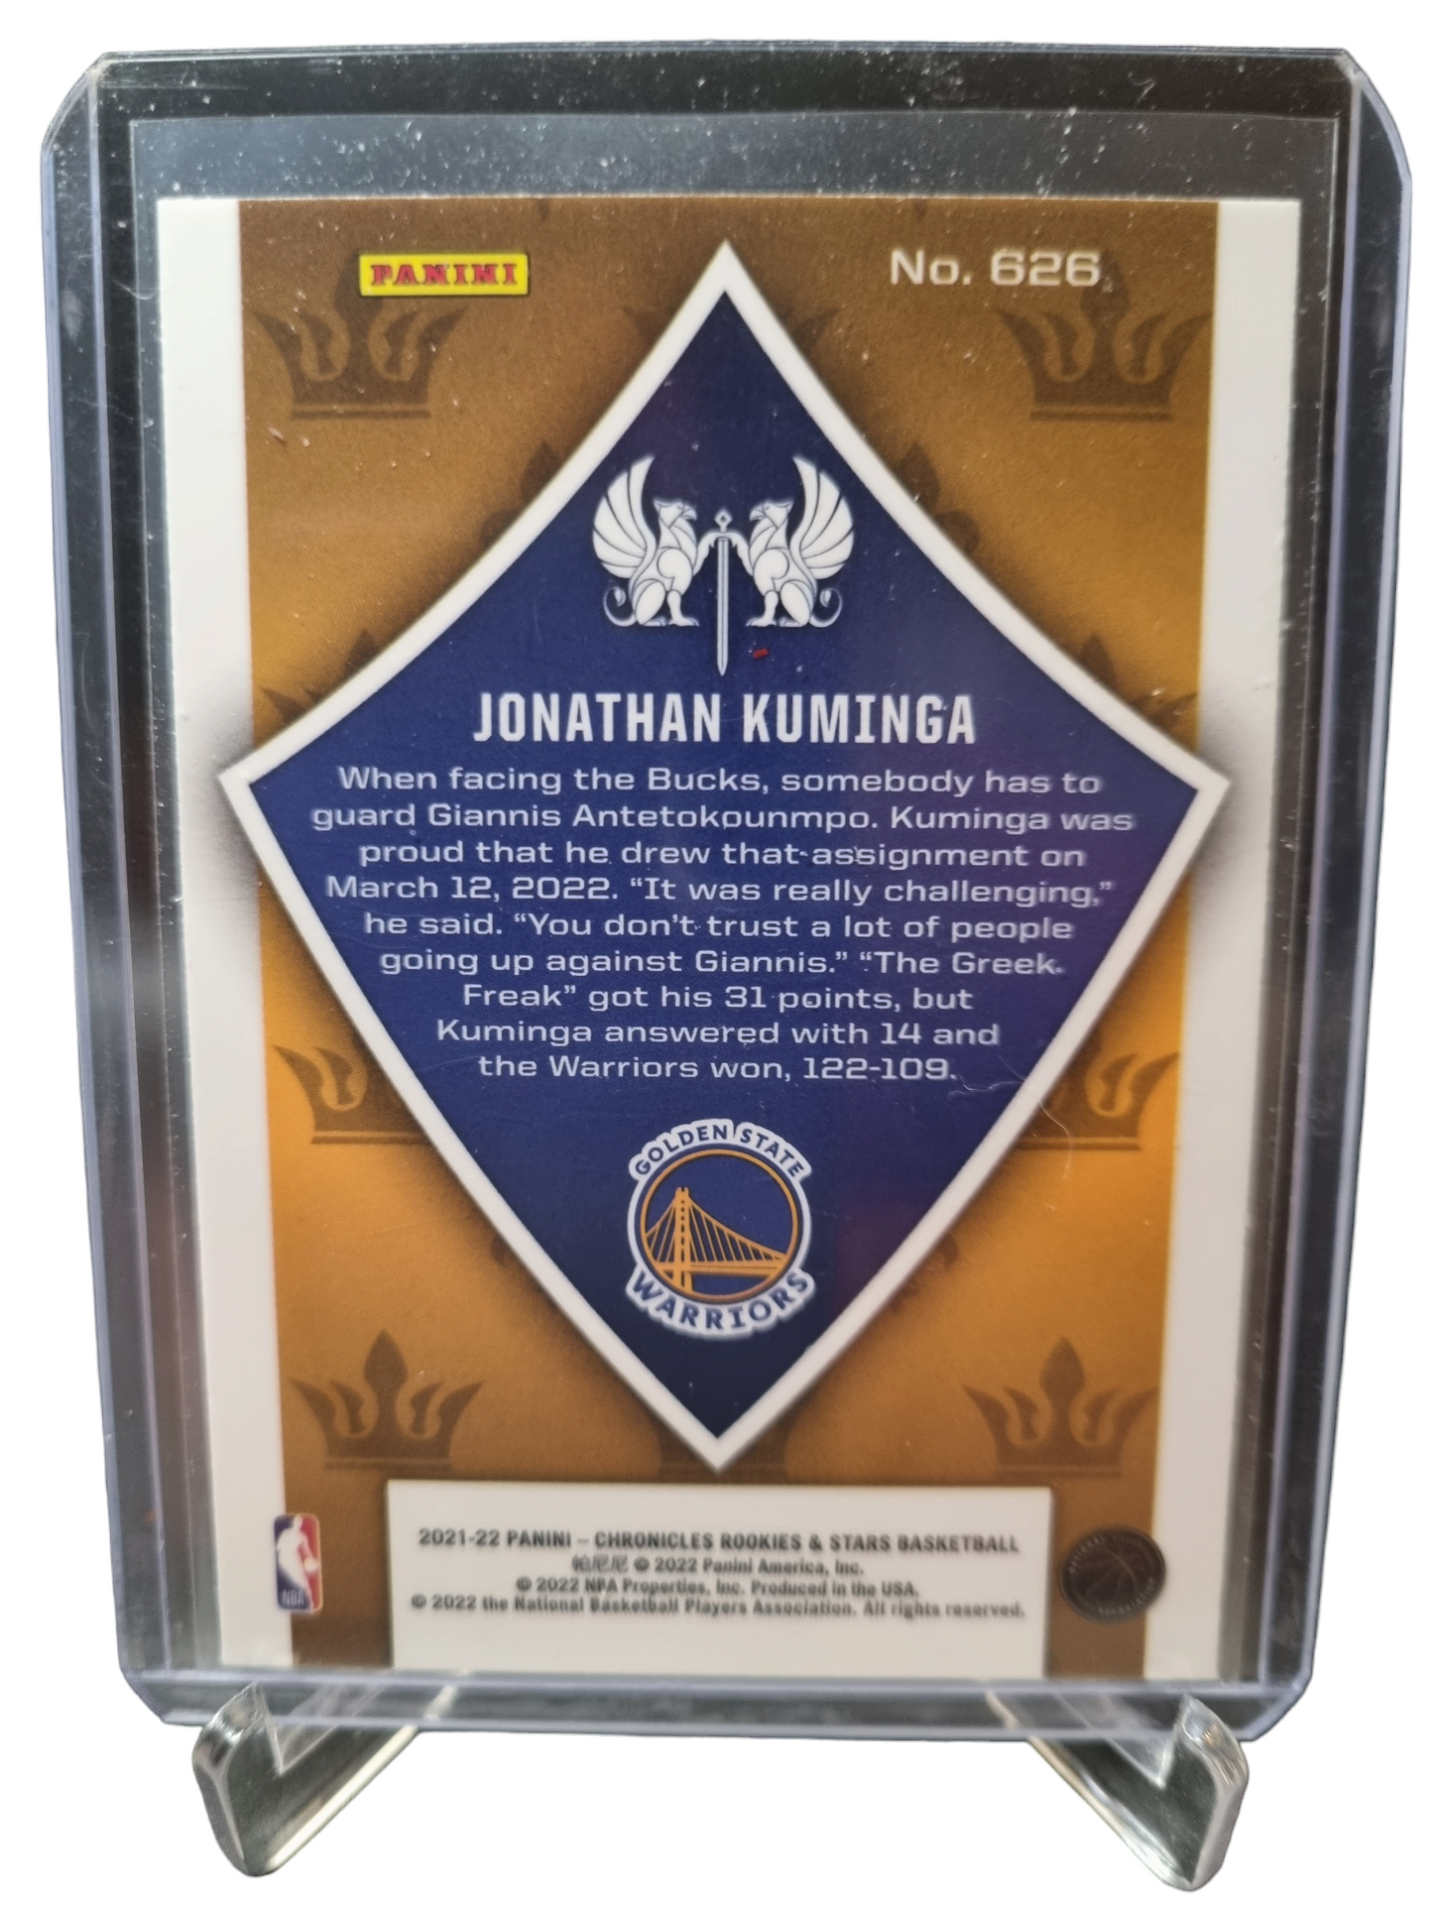 PANINI
No. 626
JONATHAN KUMINGA
When facing the Bucks, somebody has to
guard Giannis Antetokounmpo. Kuminga was
proud that he drew that assignment on
March 12, 2022. “It was really challenging,”
he said. “You don’t trust a lot of people
going up against Giannis.” “The Greek
Freak” got his 31 points, but
Kuminga answered with 14 and
the Warriors won, 122-109.
GOLDEN STATE
WARRIORS
2021-22 PANINI – CHRONICLES ROOKIES & STARS BASKETBALL
帕尼尼 © 2022 Panini America, Inc.
© 2022 NBA Properties, Inc. Produced in the USA.
© 2022 the National Basketball Players Association. All rights reserved.
NBA